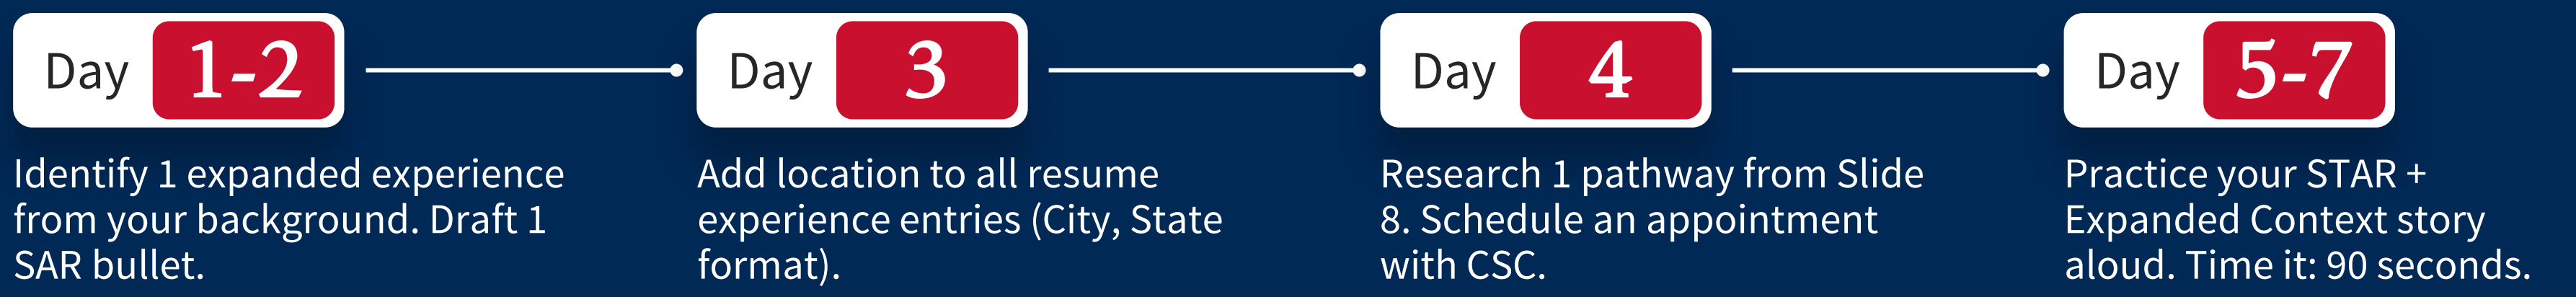 Day 1-2
Identify 1 expanded experience
from your background. Draft 1
SAR bullet.
Day 3
Add location to all resume
experience entries (City, State
format).
Day 4
Research 1 pathway from Slide
8. Schedule an appointment
with CSC.
Day 5-7
Practice your STAR +
Expanded Context story
aloud. Time it: 90 seconds.